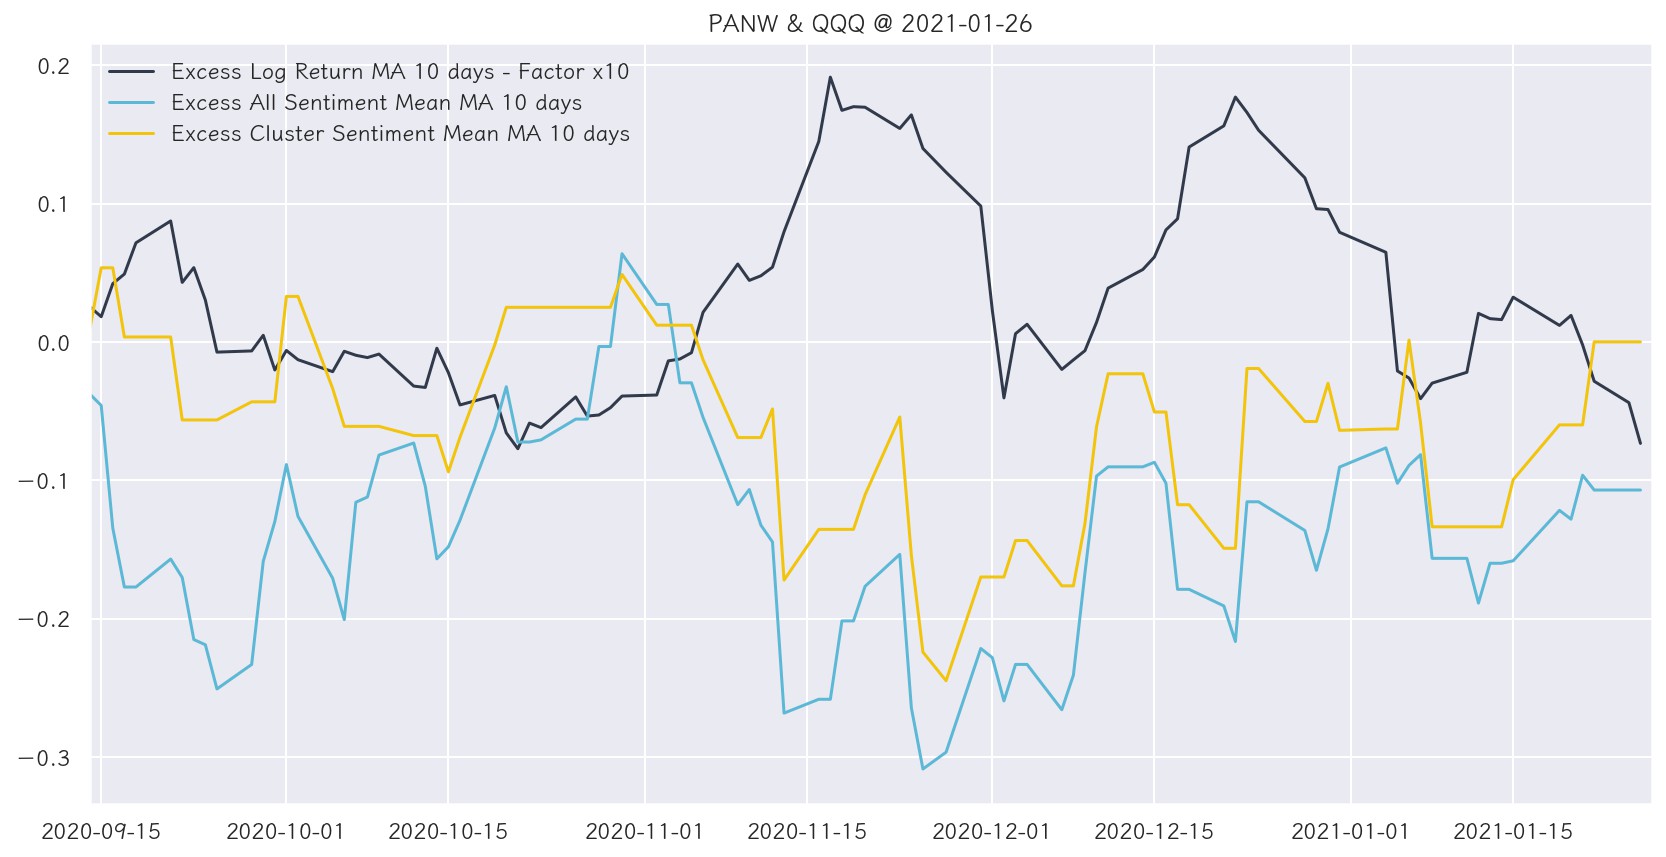 PANW & QQQ @ 2021-01-26
Excess Log Return MA 10 days - Factor x10
Excess All Sentiment Mean MA 10 days
Excess Cluster Sentiment Mean MA 10 days
0.2
0.1
0.0
−0.1
−0.2
−0.3
2020-09-15 2020-10-01 2020-10-15 2020-11-01 2020-11-15 2020-12-01 2020-12-15 2021-01-01 2021-01-15